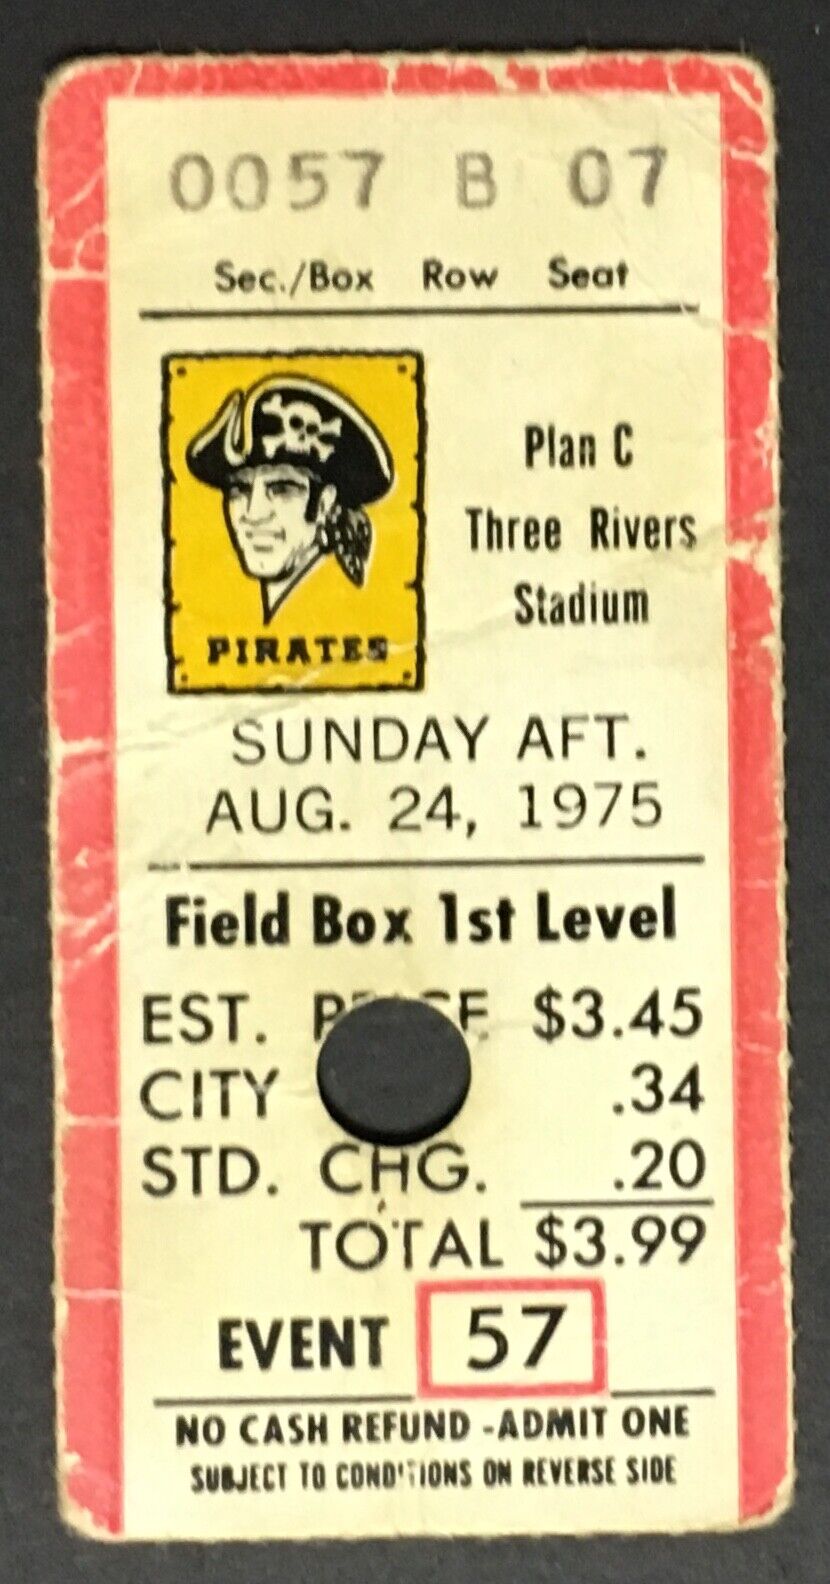 0057 B 07
Sec./Box Row Seat
Plan C
Three Rivers
Stadium
PIRATES
SUNDAY AFT.
AUG. 24, 1975
Field Box 1st Level
EST. $3.45
CITY .34
STD. CHG. .20
TOTAL $3.99
EVENT 57
NO CASH REFUND -ADMIT ONE
SUBJECT TO CONDITIONS ON REVERSE SIDE